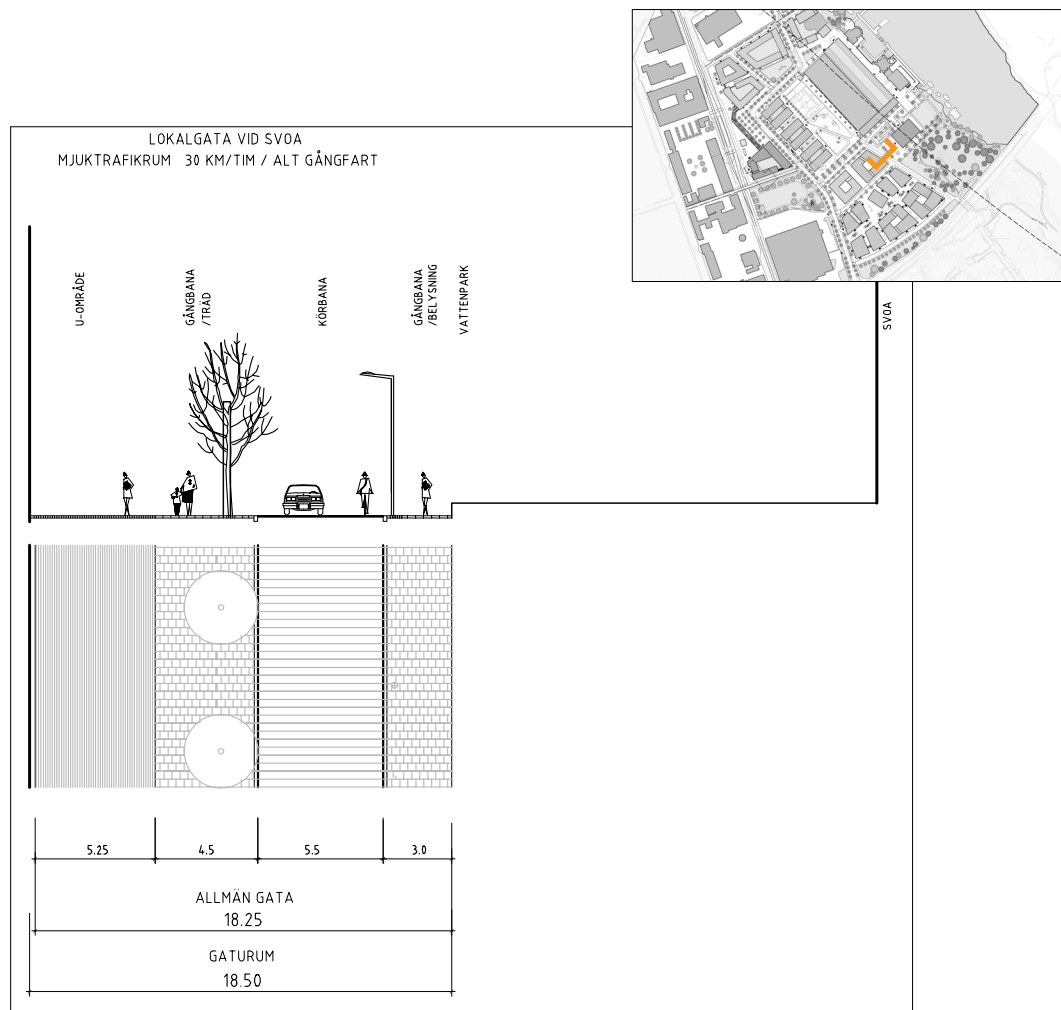 LOKALGATA VID SVOA
MJUKTRAFIKRUM 30 KM/TIM / ALT GÅNGFART
U-OMRÅDE
GÅNGBANA
/TRÄD
KÖRBANA
GÅNGBANA
/BELYSNING
VATTENPARK
SVOA
5.25
4.5
5.5
3.0
ALLMÄN GATA
18.25
GATURUM
18.50